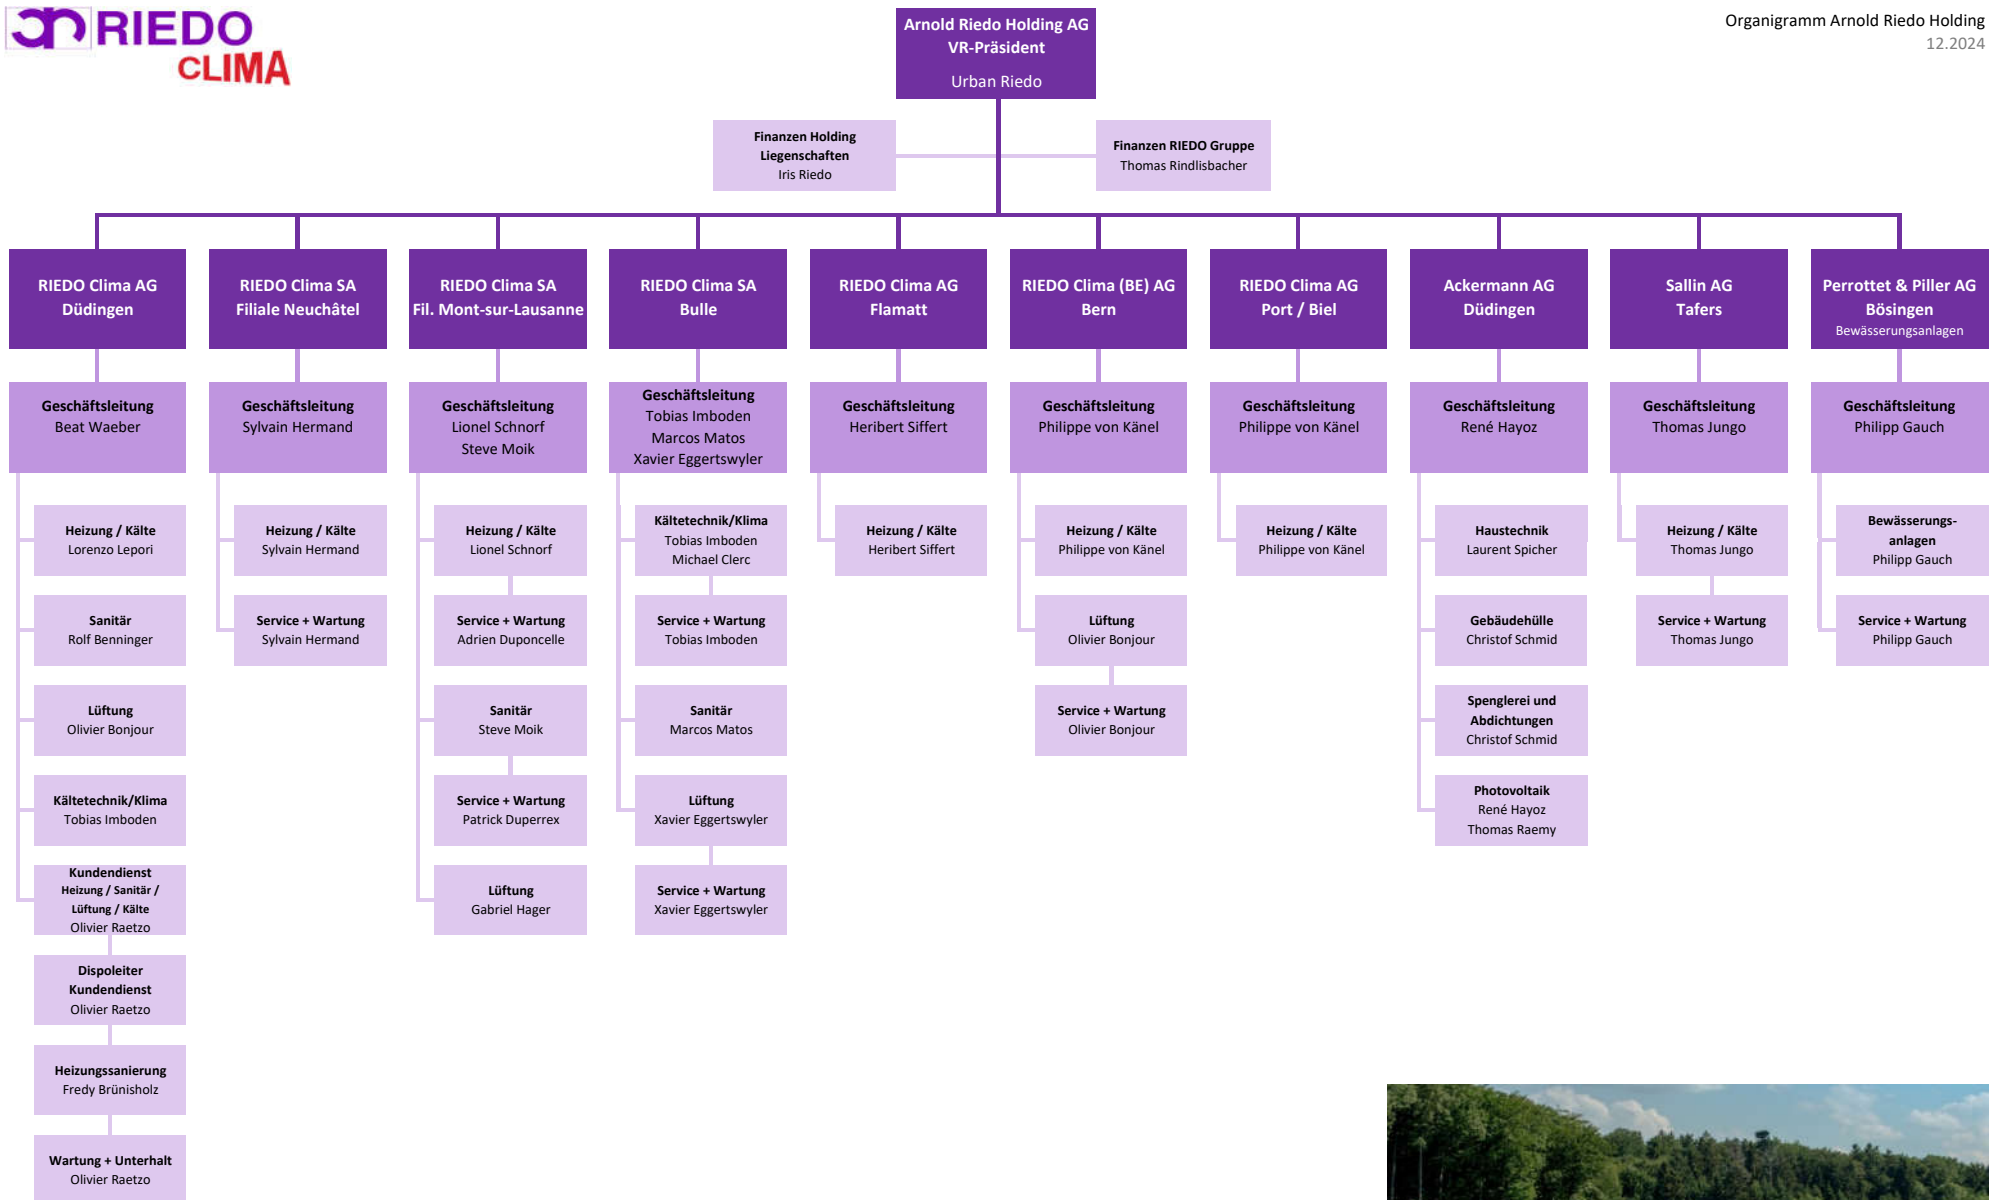 RIEDO
CLIMA
Organigramm Arnold Riedo Holding
12.2024
Arnold Riedo Holding AG
VR-Präsident
Urban Riedo
Finanzen Holding
Liegenschaften
Iris Riedo
Finanzen RIEDO Gruppe
Thomas Rindlisbacher
RIEDO Clima AG
Düdingen
Geschäftsleitung
Beat Waeber
Heizung / Kälte
Lorenzo Lepori
Sanitär
Rolf Benninger
Lüftung
Olivier Bonjour
Kältetechnik/Klima
Tobias Imboden
Kundendienst
Heizung / Sanitär /
Lüftung / Kälte
Olivier Raetzo
Dispoleiter
Kundendienst
Olivier Raetzo
Heizungssanierung
Fredy Brünisholz
Wartung + Unterhalt
Olivier Raetzo
RIEDO Clima SA
Filiale Neuchâtel
Geschäftsleitung
Sylvain Hermand
Heizung / Kälte
Sylvain Hermand
Service + Wartung
Sylvain Hermand
RIEDO Clima SA
Fil. Mont-sur-Lausanne
Geschäftsleitung
Lionel Schnorf
Steve Moik
Heizung / Kälte
Lionel Schnorf
Service + Wartung
Adrien Duponcelle
Sanitär
Steve Moik
Service + Wartung
Patrick Duperrex
Lüftung
Gabriel Hager
RIEDO Clima SA
Bulle
Geschäftsleitung
Tobias Imboden
Marcos Matos
Xavier Eggertswyler
Kältetechnik/Klima
Tobias Imboden
Michael Clerc
Service + Wartung
Tobias Imboden
Sanitär
Marcos Matos
Lüftung
Xavier Eggertswyler
Service + Wartung
Xavier Eggertswyler
RIEDO Clima AG
Flamatt
Geschäftsleitung
Heribert Siffert
Heizung / Kälte
Heribert Siffert
RIEDO Clima (BE) AG
Bern
Geschäftsleitung
Philippe von Känel
Heizung / Kälte
Philippe von Känel
Lüftung
Olivier Bonjour
Service + Wartung
Olivier Bonjour
RIEDO Clima AG
Port / Biel
Geschäftsleitung
Philippe von Känel
Heizung / Kälte
Philippe von Känel
Ackermann AG
Düdingen
Geschäftsleitung
René Hayoz
Haustechnik
Laurent Spicher
Gebäudehülle
Christof Schmid
Spenglerei und
Abdichtungen
Christof Schmid
Photovoltaik
René Hayoz
Thomas Raemy
Sallin AG
Tafers
Geschäftsleitung
Thomas Jungo
Heizung / Kälte
Thomas Jungo
Service + Wartung
Thomas Jungo
Perrottet & Piller AG
Bösingen
Bewässerungsanlagen
Geschäftsleitung
Philipp Gauch
Bewässerungs-
anlagen
Philipp Gauch
Service + Wartung
Philipp Gauch